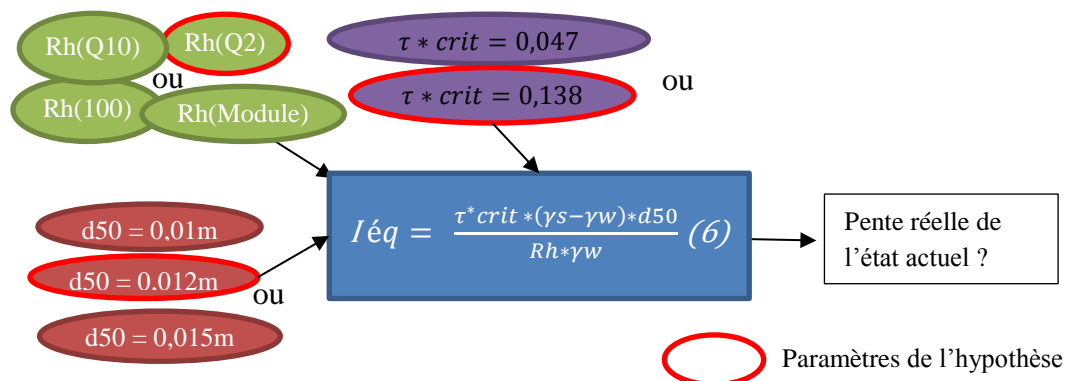 Rh(Q10)
Rh(Q2)
ou
Rh(100)
Rh(Module)
τ ∗ crit = 0,047
ou
τ ∗ crit = 0,138
d50 = 0,01m
d50 = 0,012m
ou
d50 = 0,015m
Iéq = τ*crit∗(γs−γw)∗d50 / Rh∗γw (6)
Pente réelle de
l'état actuel ?
Paramètres de l'hypothèse